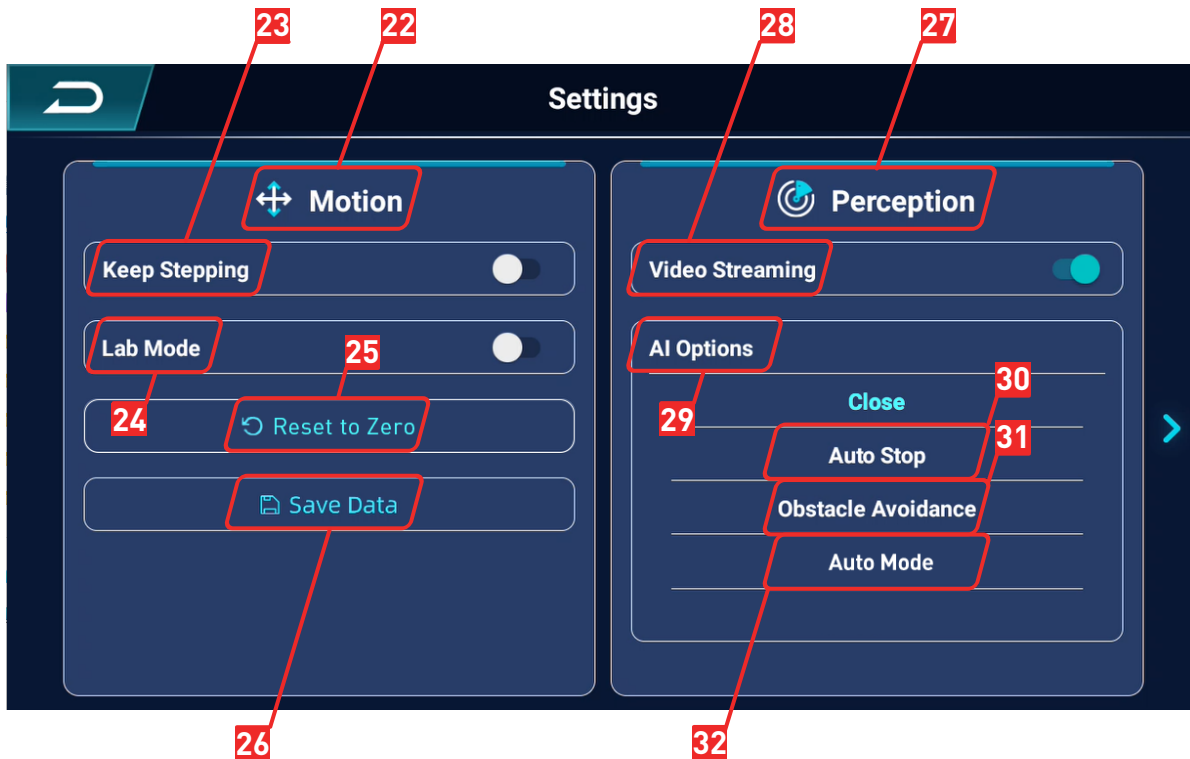 23 22 28 27
Settings
Motion
Keep Stepping
Lab Mode
25
24
Reset to Zero
Save Data
26
Perception
Video Streaming
AI Options
30
29
Close
31
Auto Stop
Obstacle Avoidance
Auto Mode
32